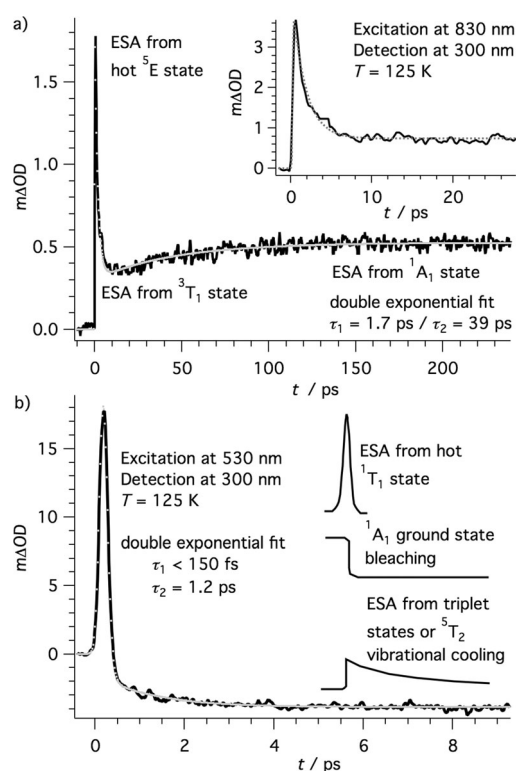 a)
ESA from
hot ⁵E state
Excitation at 830 nm
Detection at 300 nm
T = 125 K
mΔOD
3
2
1
0
0 10 20
t / ps
mΔOD
1.5
1.0
0.5
0.0
ESA from ³T₁ state
ESA from ¹A₁ state
double exponential fit
τ₁ = 1.7 ps / τ₂ = 39 ps
0 50 100 150 200
t / ps
b)
mΔOD
15
10
5
0
Excitation at 530 nm
Detection at 300 nm
T = 125 K
double exponential fit
τ₁ < 150 fs
τ₂ = 1.2 ps
ESA from hot
¹T₁ state
¹A₁ ground state
bleaching
ESA from triplet
states or ⁵T₂
vibrational cooling
0 2 4 6 8
t / ps